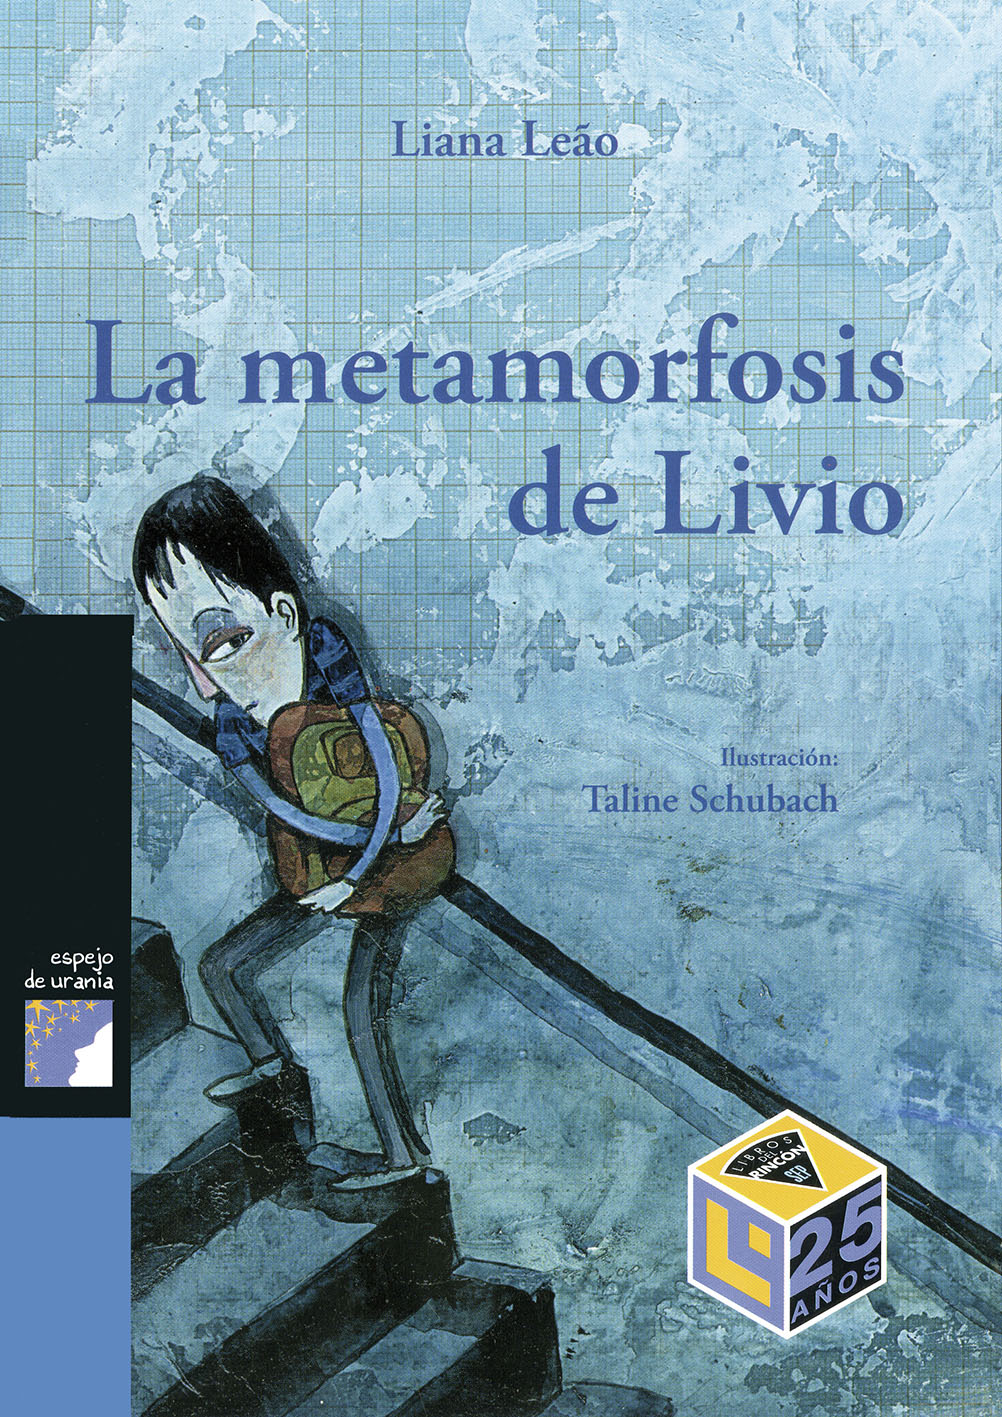 Liana Leão
La metamorfosis
de Livio
Ilustración:
Taline Schubach
espejo
de urania
LIBROS
DEL
RINCÓN
SEP
25
AÑOS